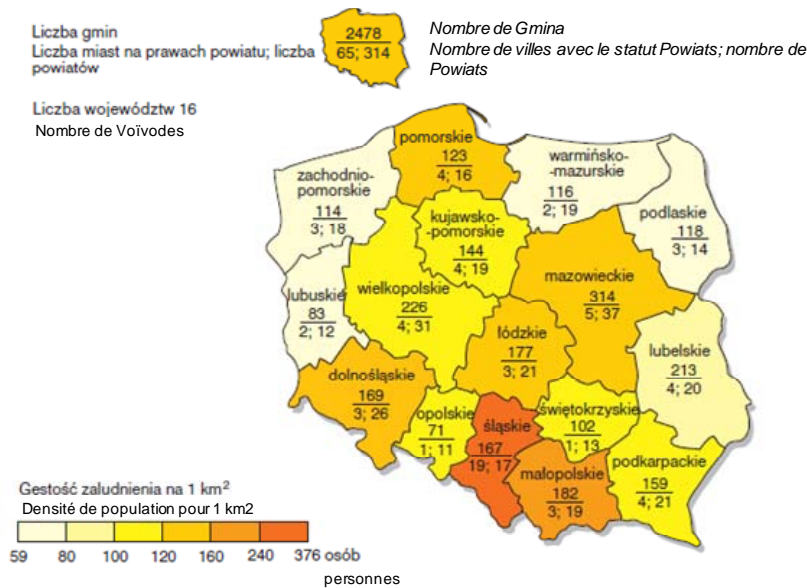 Liczba gmin
Liczba miast na prawach powiatu; liczba
powiatów
2478
65; 314
Nombre de Gmina
Nombre de villes avec le statut Powiats; nombre de
Powiats
Liczba województw 16
Nombre de Voïvodes
pomorskie
123
4; 16
warmińsko-
-mazurskie
116
2; 19
zachodnio-
pomorskie
114
3; 18
podlaskie
118
3; 14
kujawsko-
-pomorskie
144
4; 19
mazowieckie
314
5; 37
lubuskie
83
2; 12
wielkopolskie
226
4; 31
łódzkie
177
3; 21
lubelskie
213
4; 20
dolnośląskie
169
3; 26
opolskie
71
1; 11
śląskie
167
19; 17
świętokrzyskie
102
1; 13
małopolskie
182
3; 19
podkarpackie
159
4; 21
Gestość zaludnienia na 1 km²
Densité de population pour 1 km2
59 80 100 120 160 240 376 osób
personnes